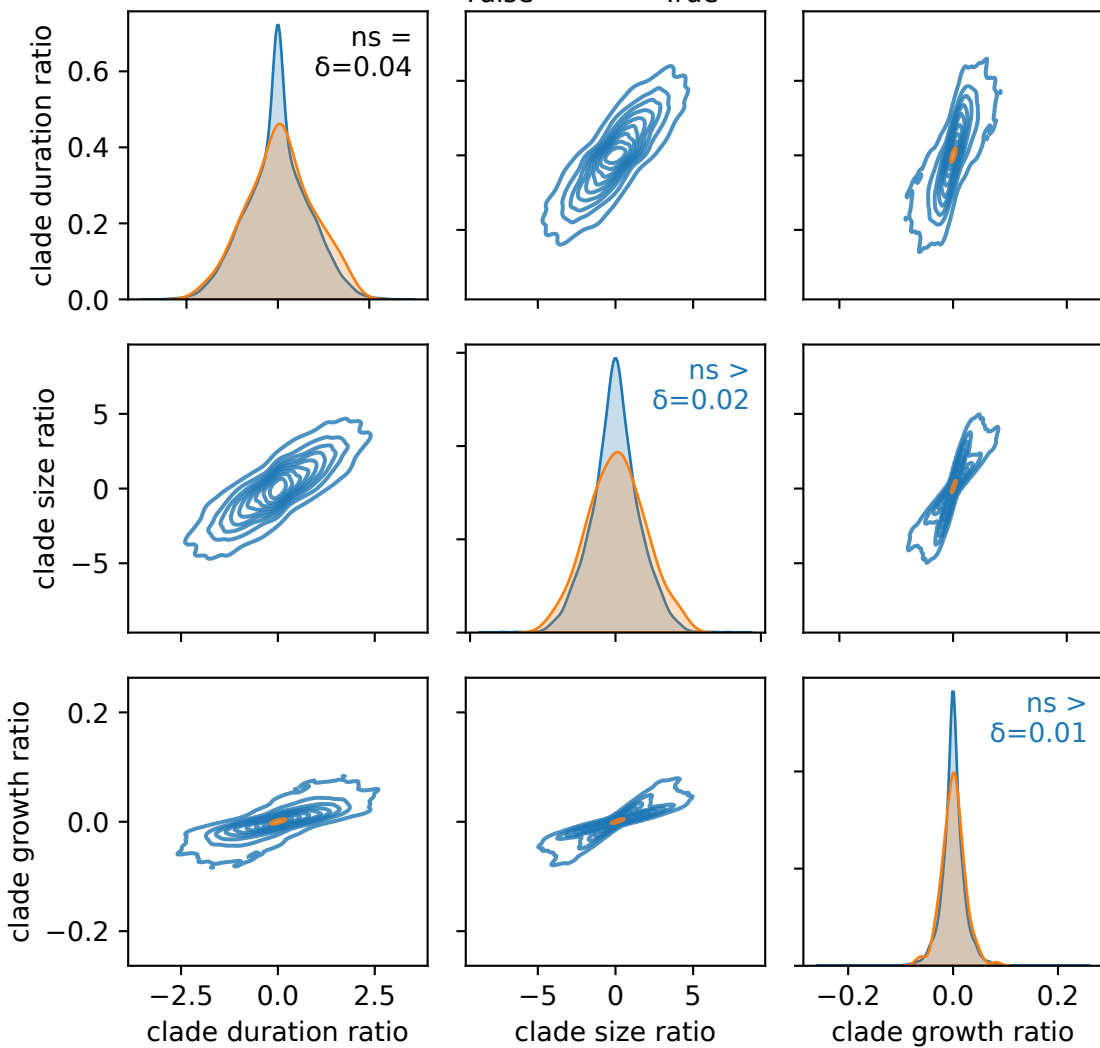 clade duration ratio
0.6
0.4
0.2
0.0
ns =
δ=0.04
clade size ratio
5
0
−5
ns >
δ=0.02
clade growth ratio
0.2
0.0
−0.2
ns >
δ=0.01
−2.5 0.0 2.5
−5 0 5
−0.2 0.0 0.2
clade duration ratio
clade size ratio
clade growth ratio